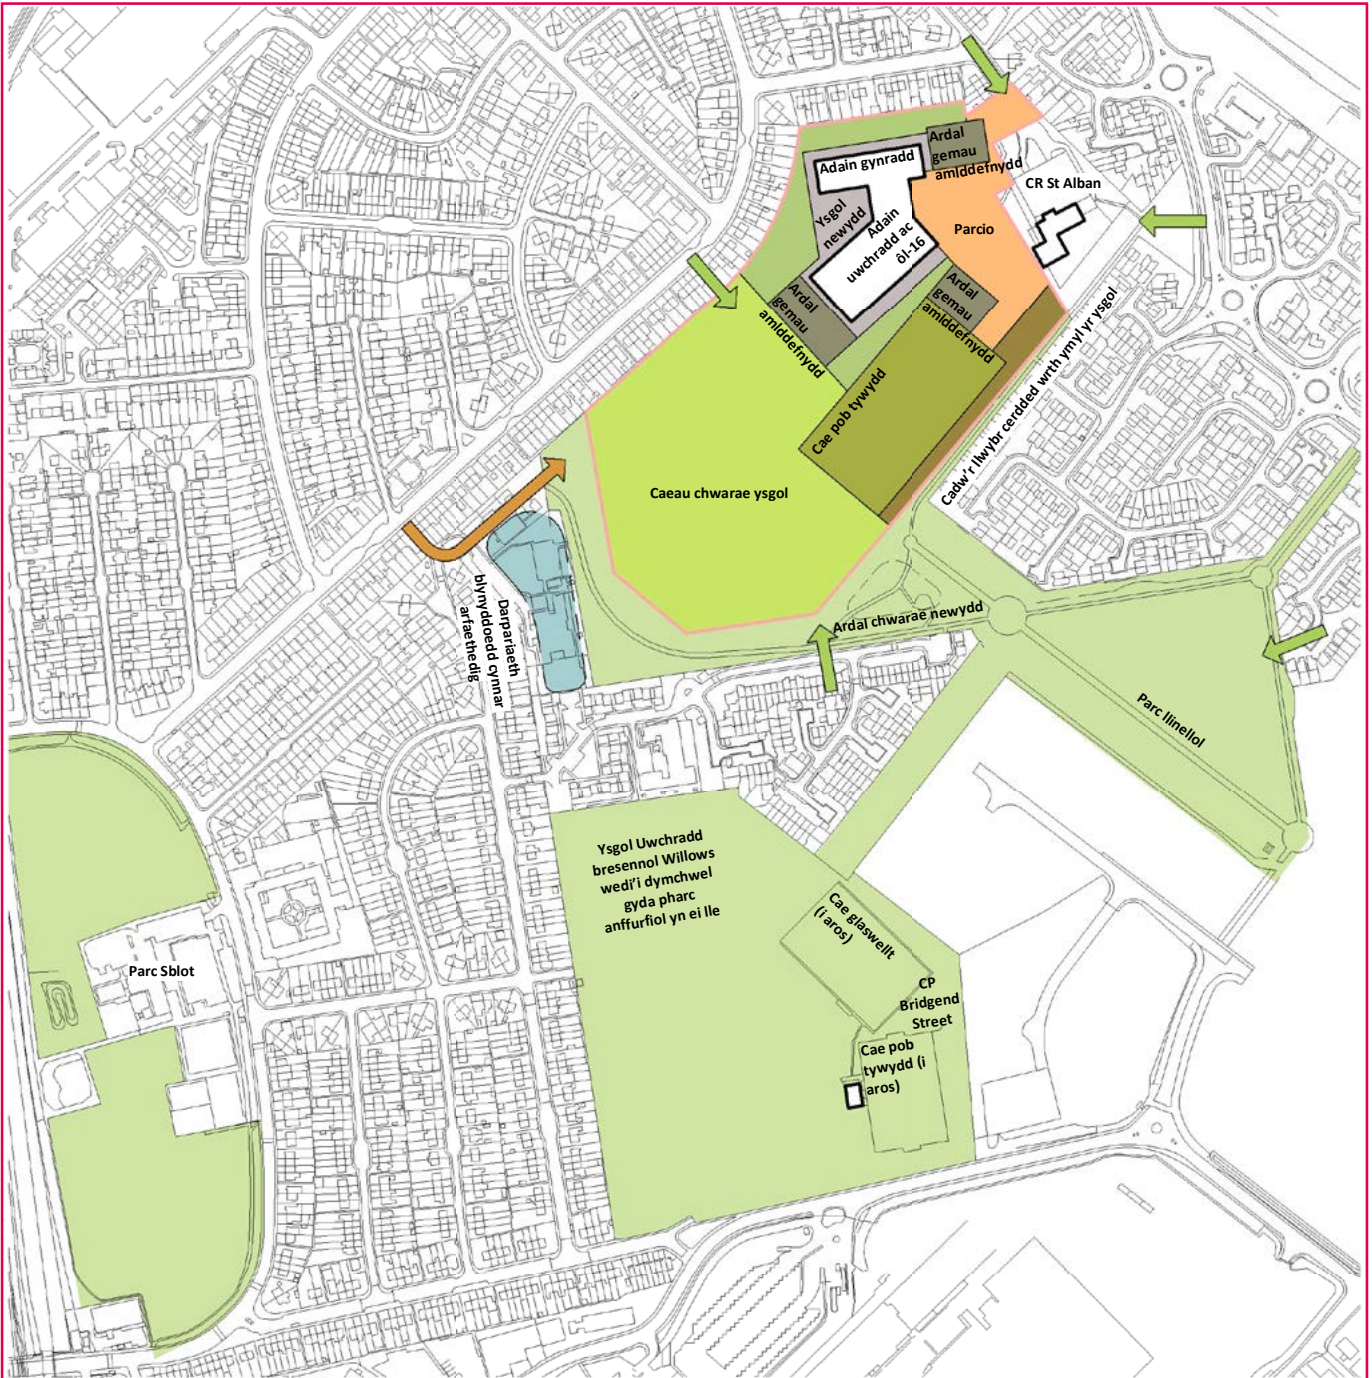 Ardal
gemau
amlddefnydd
Adain gynradd
CR St Alban
Ysgol
newydd
Adain
uwchradd ac
ôl-16
Parcio
Ardal
gemau
amlddefnydd
Ardal
gemau
amlddefnydd
Cadw'r llwybr cerdded wrth ymyl yr ysgol
Cae pob tywydd
Caeau chwarae ysgol
Darpariaeth
blynyddoedd cynnar
arfaethedig
Ardal chwarae newydd
Parc llinellol
Ysgol Uwchradd
bresennol Willows
wedi'i dymchwel
gyda pharc
anffurfiol yn ei lle
Cae glaswellt
(i aros)
Parc Sblot
CP
Bridgend
Street
Cae pob
tywydd (i
aros)